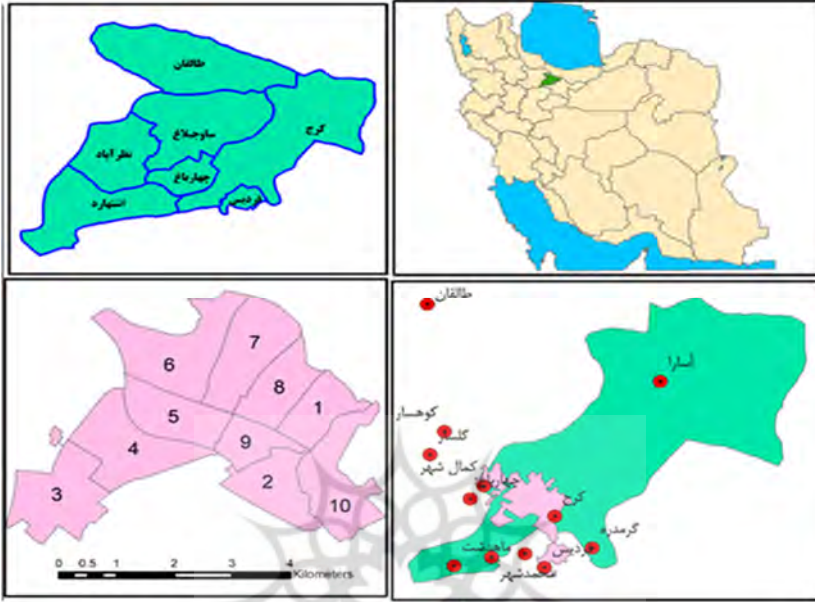 طالقان
ساوجبلاغ
کرج
نظرآباد
چهارباغ
اشتهارد
فردیس
7
6
8
1
5
9
4
2
3
10
0 0.5 1 2 3 4
Kilometers
طالقان
آسارا
کوهسار
گلسار
کمال شهر
کرج
گرمدره
فردیس
ماهدشت
محمدشهر